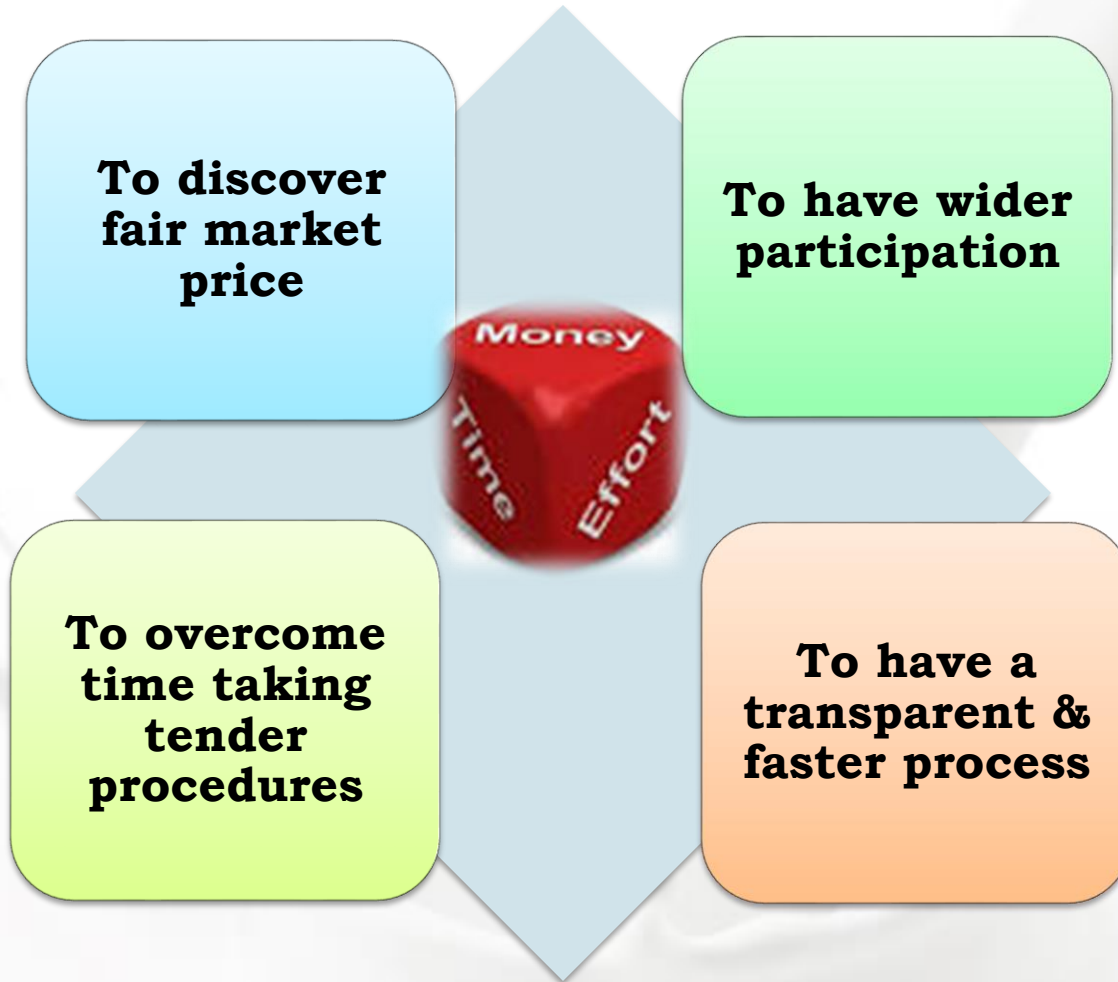 To discover
fair market
price
To have wider
participation
Money
Time
Effort
To overcome
time taking
tender
procedures
To have a
transparent &
faster process